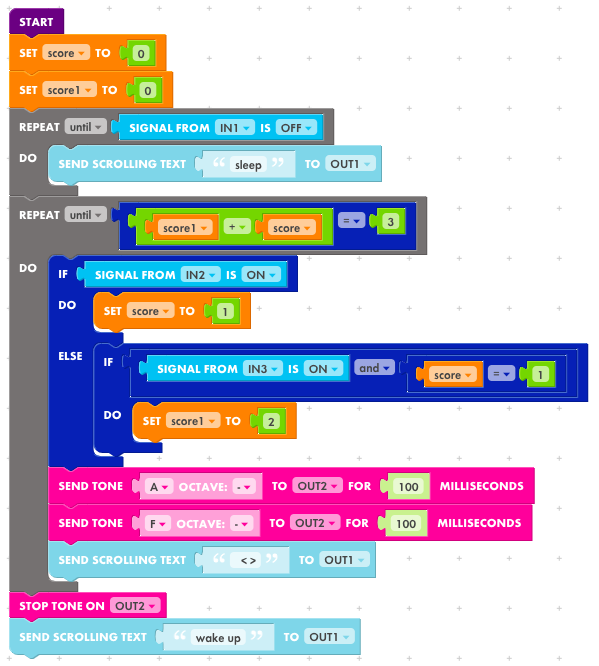 START
SET score TO 0
SET score1 TO 0
REPEAT until SIGNAL FROM IN1 IS OFF
DO SEND SCROLLING TEXT “ sleep ” TO OUT1
REPEAT until score1 + score = 3
DO IF SIGNAL FROM IN2 IS ON
DO SET score TO 1
ELSE IF SIGNAL FROM IN3 IS ON and score = 1
DO SET score1 TO 2
SEND TONE A OCTAVE: - TO OUT2 FOR 100 MILLISECONDS
SEND TONE F OCTAVE: - TO OUT2 FOR 100 MILLISECONDS
SEND SCROLLING TEXT “ <> ” TO OUT1
STOP TONE ON OUT2
SEND SCROLLING TEXT “ wake up ” TO OUT1